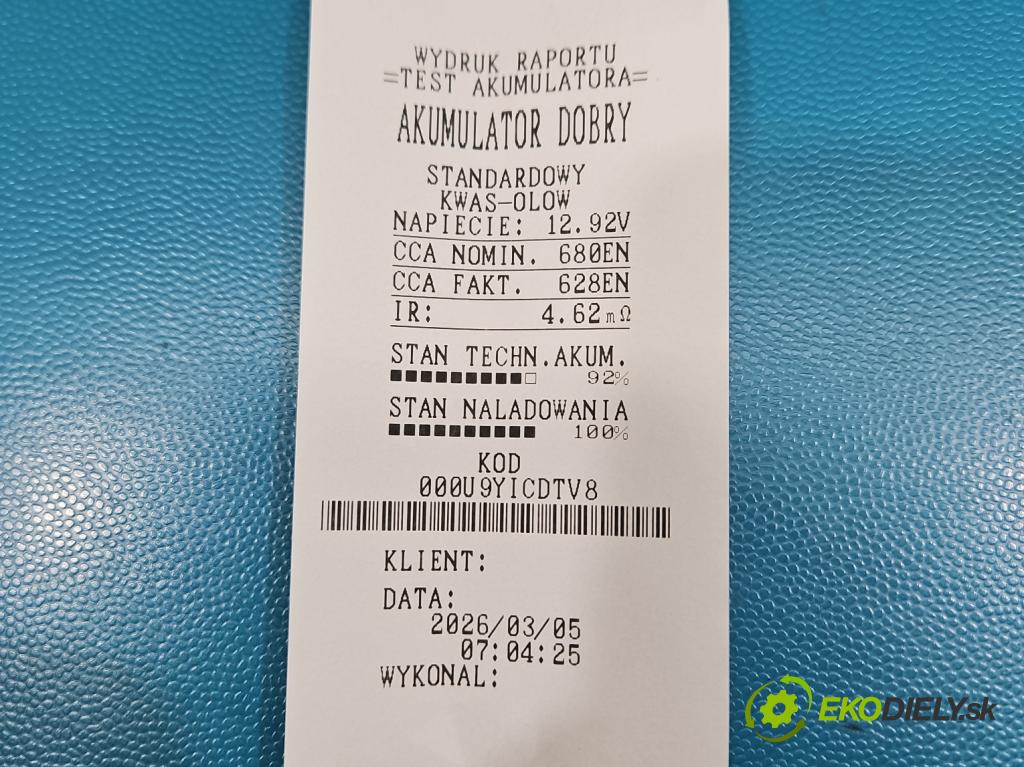 WYDRUK RAPORTU
=TEST AKUMULATORA=
AKUMULATOR DOBRY
STANDARDOWY
KWAS-OLOW
NAPIECIE: 12.92V
CCA NOMIN. 680EN
CCA FAKT. 628EN
IR: 4.62mΩ
STAN TECHN.AKUM.
92%
STAN NALADOWANIA
100%
KOD
000U9YICDTV8
KLIENT:
DATA:
2026/03/05
07:04:25
WYKONAL:
EKODIELY.sk